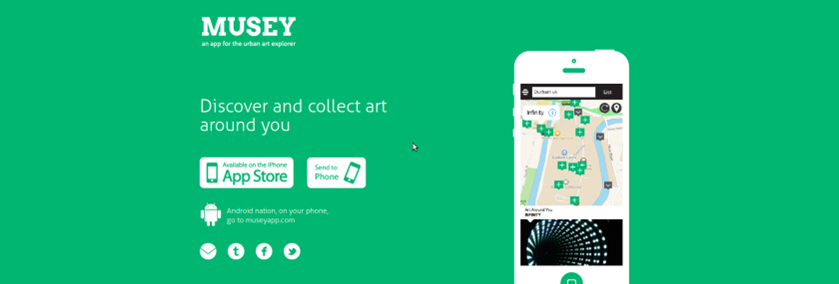 MUSEY
an app for the urban art explorer
Discover and collect art
around you
Available on the iPhone
App Store
Send to
Phone
Android nation, on your phone,
go to museyapp.com
Durham uk
List
Infinity
Art Around You
INFINITY